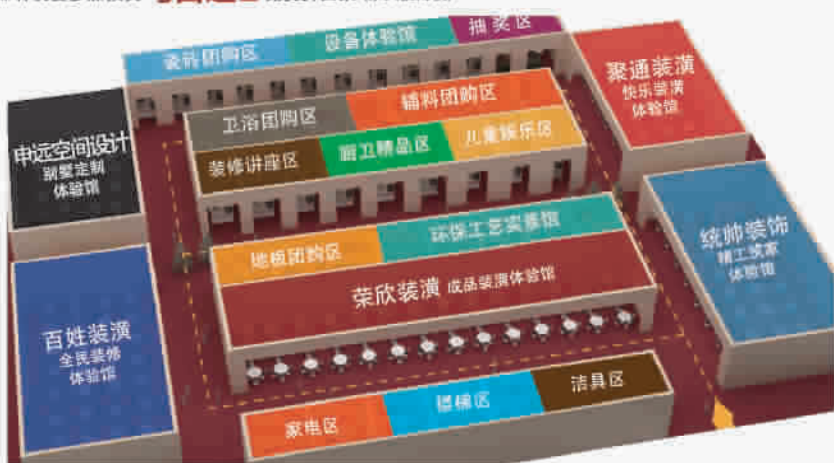 瓷砖团购区
设备体验馆
抽奖区
卫浴团购区
辅料团购区
装修讲座区
厨卫精品区
儿童娱乐区
聚通装潢
快乐装潢
体验馆
申远空间设计
别墅定制
体验馆
统帅装饰
精工筑家
体验馆
地板团购区
环保工艺实景馆
荣欣装潢 成品装潢体验馆
百姓装潢
全民装修
体验馆
家电区
楼梯区
洁具区